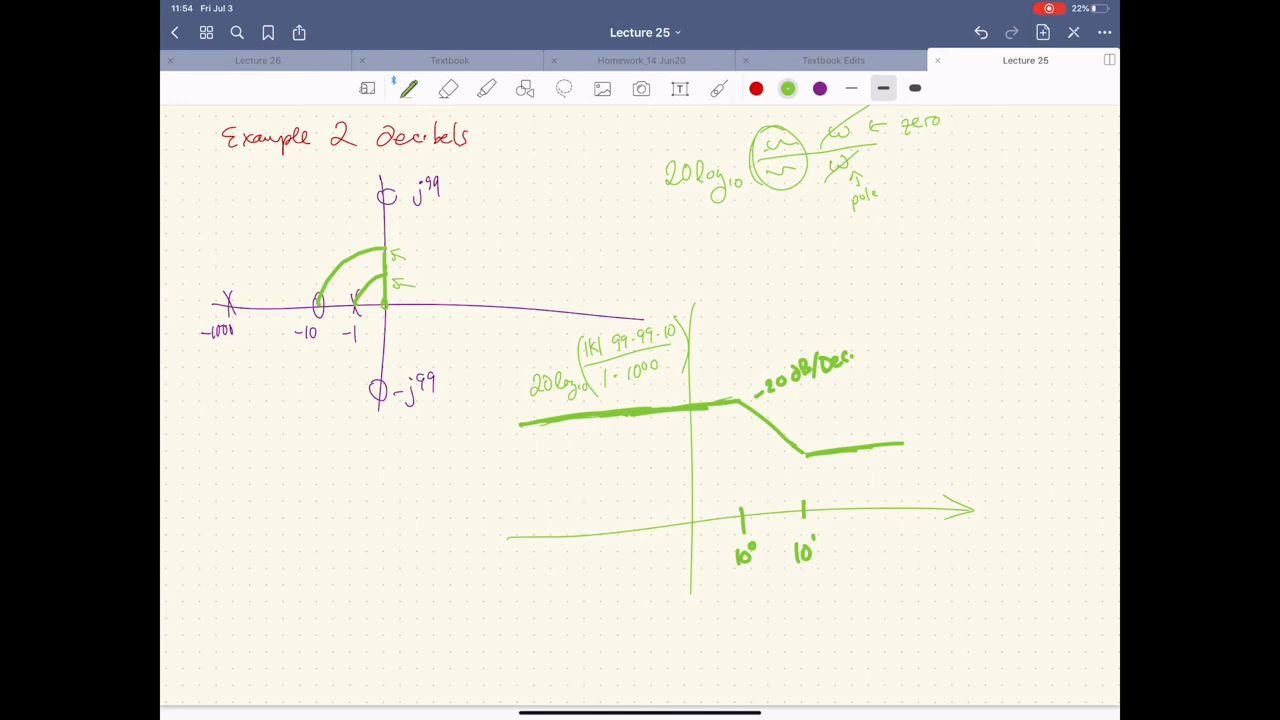 11:54 Fri Jul 3
22%
Lecture 25
Lecture 26
Textbook
Homework_14 Jun20
Textbook Edits
Lecture 25
Example 2 decibels
20log10
ω ← zero
ω
pole
j99
-1000
-10
-1
-j99
20log10 (|K| 99·99·10 / 1·1000)
-20dB/Dec.
10⁰
10¹